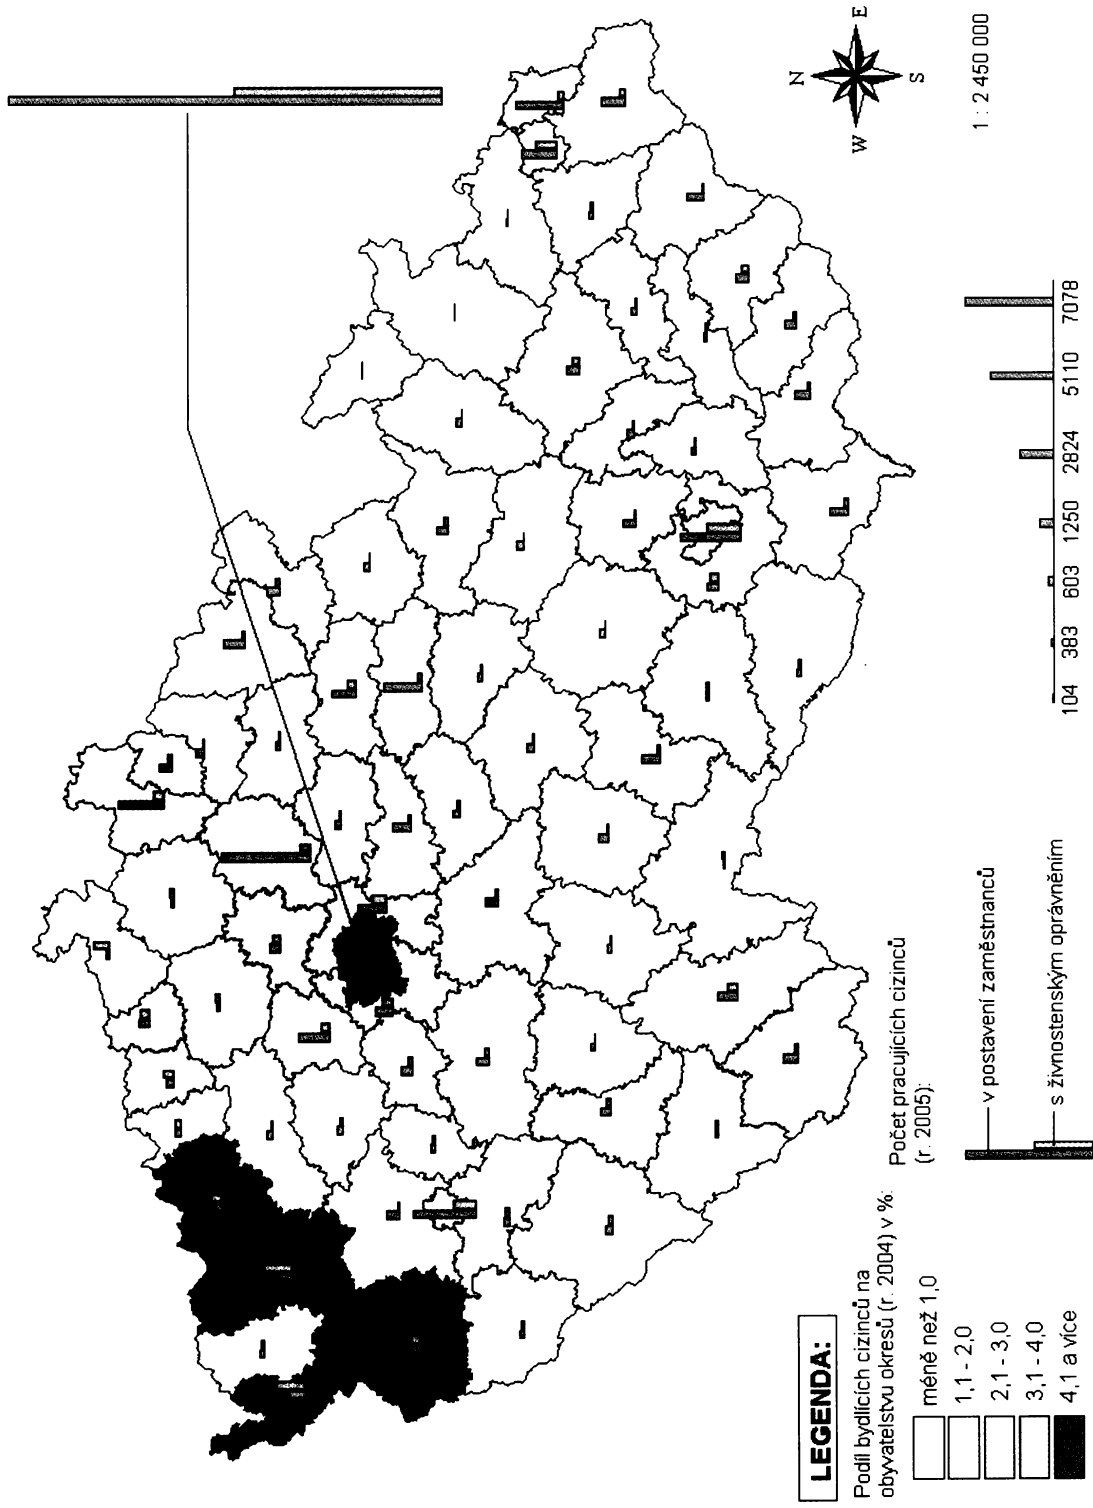 N
W
E
S
1 : 2 450 000
LEGENDA:
Podíl bydlících cizinců na
obyvatelstvu okresů (r. 2004) v %:
méně než 1,0
1,1 - 2,0
2,1 - 3,0
3,1 - 4,0
4,1 a více
Počet pracujících cizinců
(r. 2005):
v postavení zaměstnanců
s živnostenským oprávněním
104 383 603 1250 2824 5110 7078